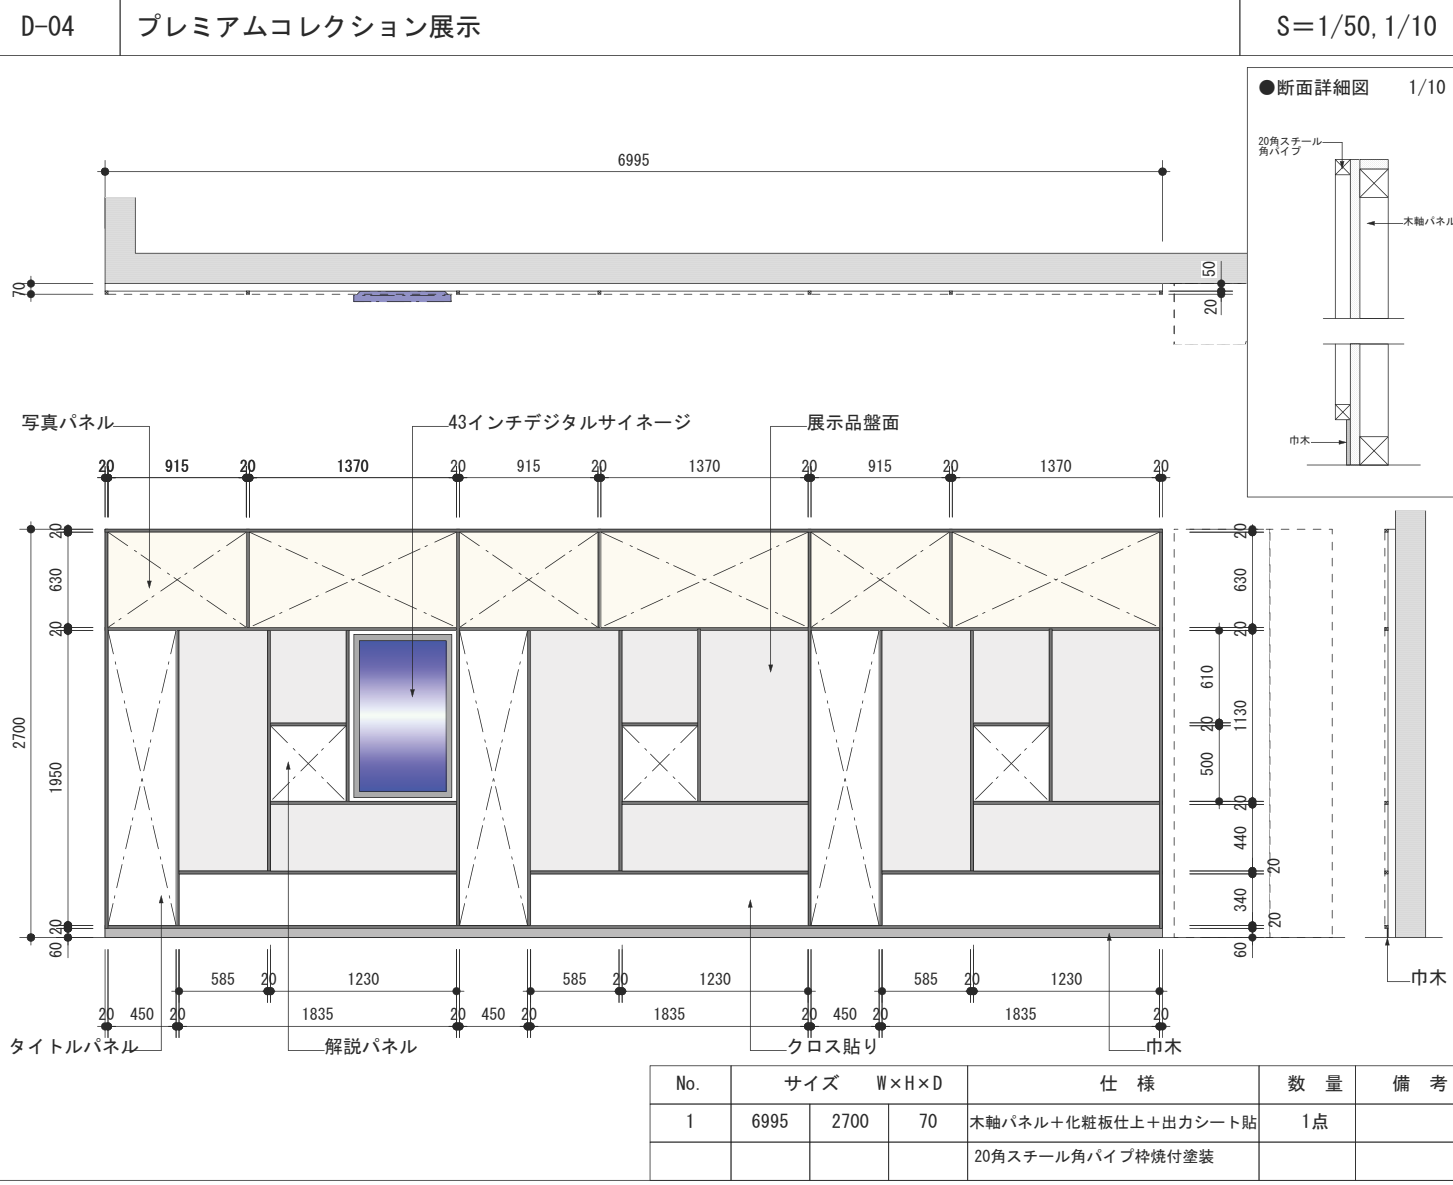 D-04 プレミアムコレクション展示 S=1/50, 1/10
●断面詳細図 1/10
20角スチール
角パイプ
木軸パネル
巾木
6995
70
50
20
写真パネル 43インチデジタルサイネージ 展示品盤面
20 915 20 1370 20 915 20 1370 20 915 20 1370 20
2700
20
630
20
1950
20
60
20
630
20
1130
20
440
20
340
20
60
610
20
500
585 20 1230 585 20 1230 585 20 1230
20 450 20 1835 20 450 20 1835 20 450 20 1835 20
タイトルパネル 解説パネル クロス貼り 巾木
巾木
No. サイズ W×H×D 仕 様 数 量 備 考
1 6995 2700 70 木軸パネル+化粧板仕上+出力シート貼 1点
20角スチール角パイプ枠焼付塗装